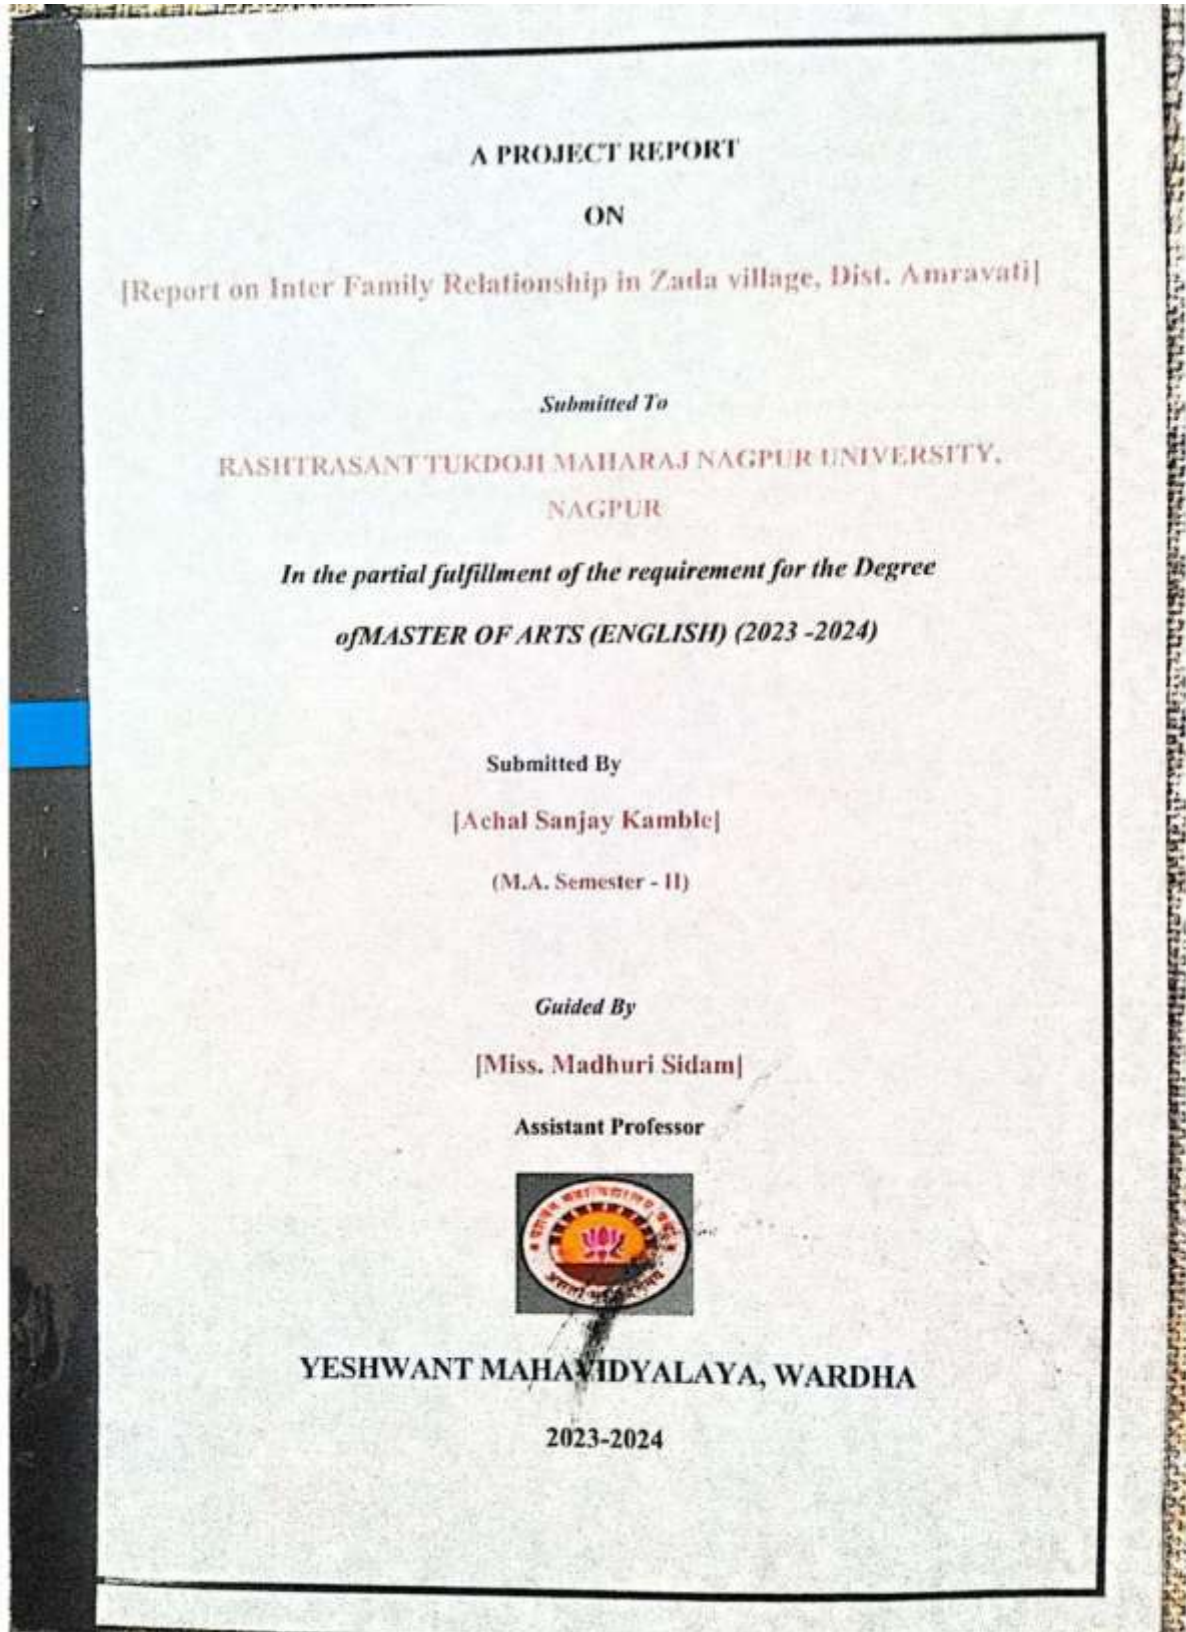 A PROJECT REPORT
ON
[Report on Inter Family Relationship in Zada village, Dist. Amravati]
Submitted To
RASHTRASANT TUKDOJI MAHARAJ NAGPUR UNIVERSITY,
NAGPUR
In the partial fulfillment of the requirement for the Degree
ofMASTER OF ARTS (ENGLISH) (2023 -2024)
Submitted By
[Achal Sanjay Kamble]
(M.A. Semester - II)
Guided By
[Miss. Madhuri Sidam]
Assistant Professor
YESHWANT MAHAVIDYALAYA, WARDHA
2023-2024